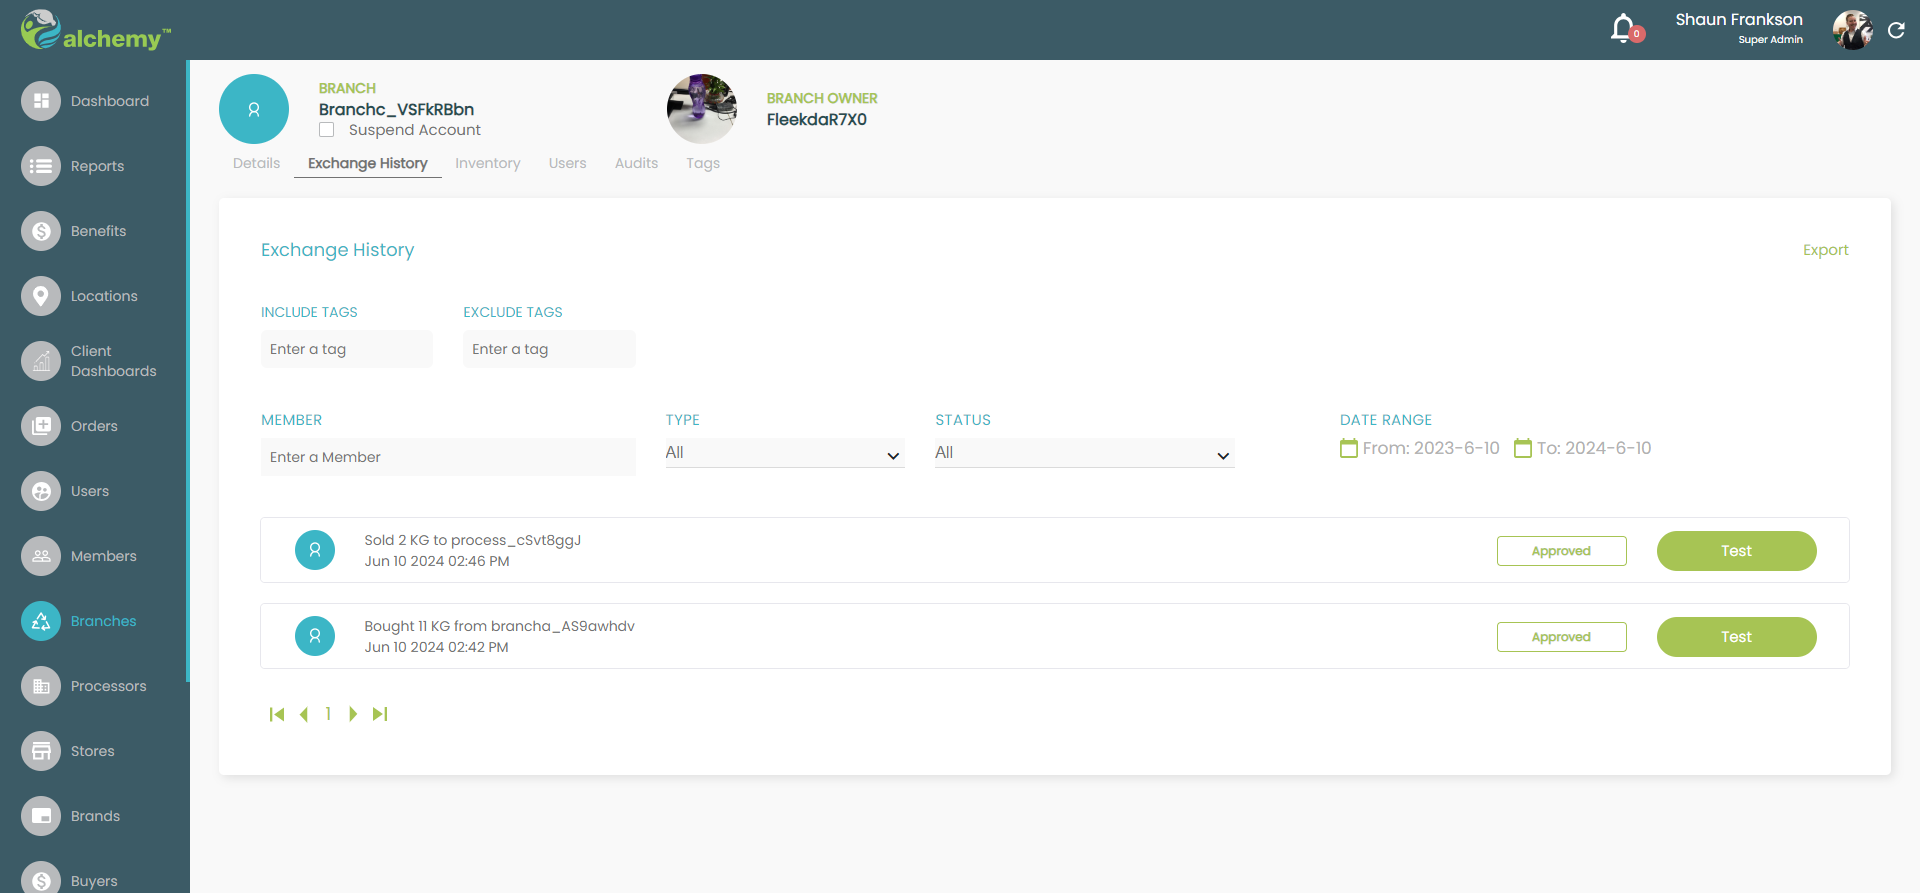 alchemy™
0
Shaun Frankson
Super Admin
Dashboard
Reports
Benefits
Locations
Client
Dashboards
Orders
Users
Members
Branches
Processors
Stores
Brands
Buyers
BRANCH
Branchc_VSFkRBbn
Suspend Account
BRANCH OWNER
FleekdaR7X0
Details Exchange History Inventory Users Audits Tags
Exchange History
Export
INCLUDE TAGS EXCLUDE TAGS
Enter a tag Enter a tag
MEMBER TYPE STATUS DATE RANGE
Enter a Member All All From: 2023-6-10 To: 2024-6-10
Sold 2 KG to process_cSvt8ggJ
Jun 10 2024 02:46 PM
Approved Test
Bought 11 KG from brancha_AS9awhdv
Jun 10 2024 02:42 PM
Approved Test
1